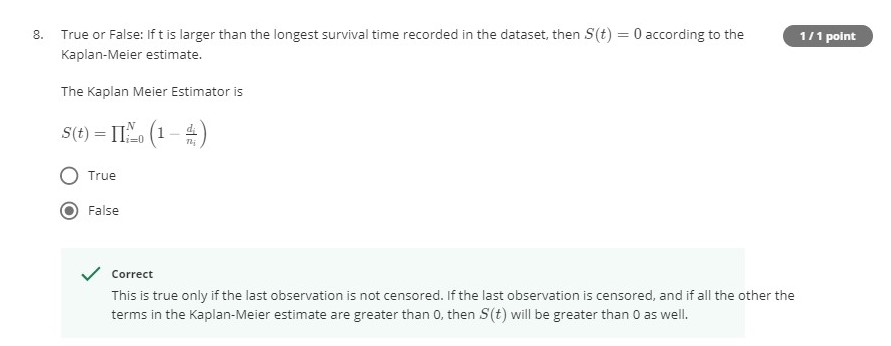 8. True or False: If t is larger than the longest survival time recorded in the dataset, then S(t) = 0 according to the
1 / 1 point
Kaplan-Meier estimate.
The Kaplan Meier Estimator is
S(t) = ∏_{i=0}^{N} (1 − d_i/n_i)
True
False
Correct
This is true only if the last observation is not censored. If the last observation is censored, and if all the other the
terms in the Kaplan-Meier estimate are greater than 0, then S(t) will be greater than 0 as well.